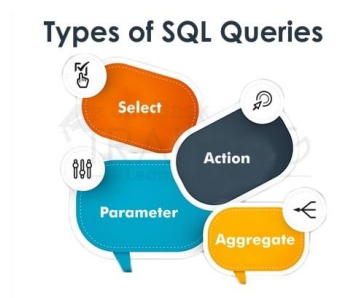 Types of SQL Queries
Select
Action
Parameter
Aggregate